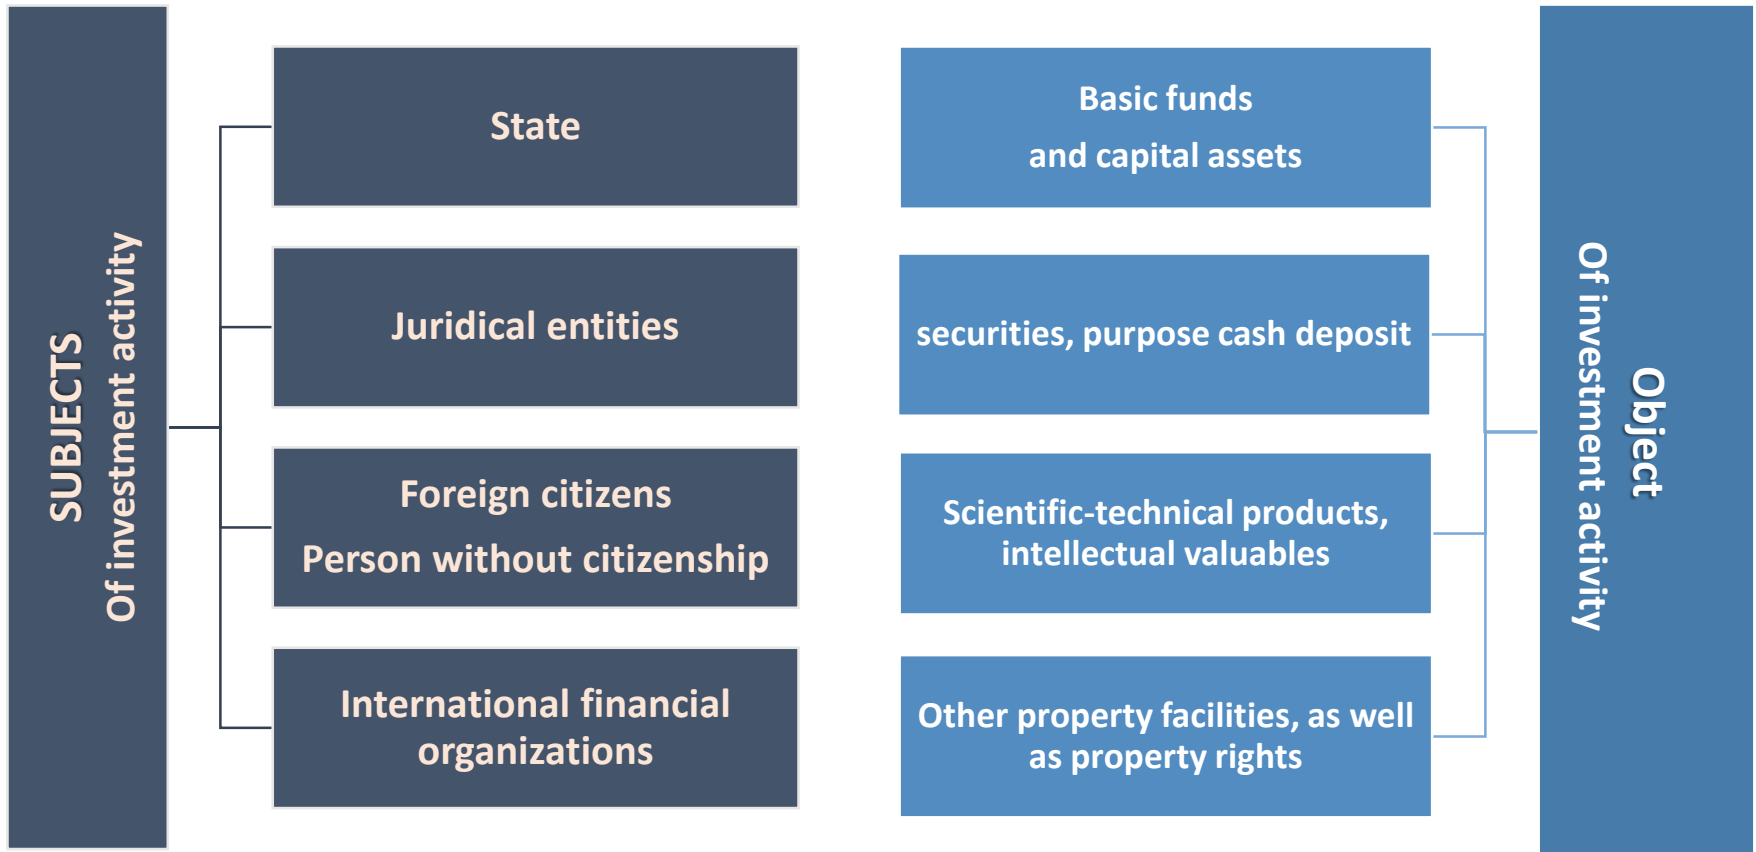 SUBJECTS
Of investment activity
State
Juridical entities
Foreign citizens
Person without citizenship
International financial
organizations
Basic funds
and capital assets
securities, purpose cash deposit
Scientific-technical products,
intellectual valuables
Other property facilities, as well
as property rights
Object
Of investment activity